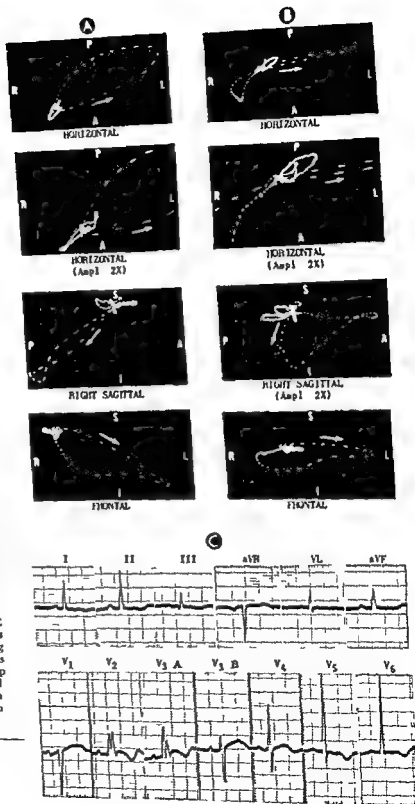 A B
P P
R L R L
A A
HORIZONTAL HORIZONTAL
P P
R L R L
A A
HORIZONTAL HORIZONTAL
(Ampl 2X) (Ampl 2X)
S S
P A P A
I I
RIGHT SAGITTAL RIGHT SAGITTAL
(Ampl 2X)
S S
R L R L
I I
FRONTAL FRONTAL
C
I II III aVR VL aVF
V1 V2 V3 A V3 B V4 V5 V6